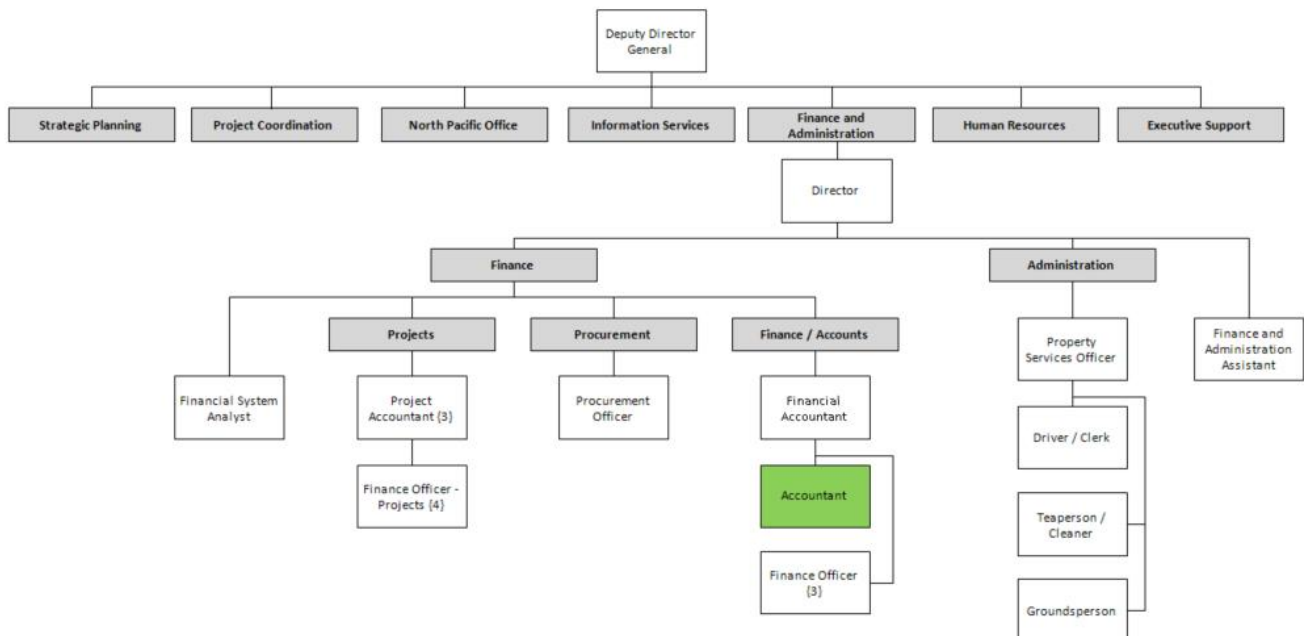 Deputy Director
General
Strategic Planning
Project Coordination
North Pacific Office
Information Services
Finance and
Administration
Human Resources
Executive Support
Director
Finance
Administration
Projects
Procurement
Finance / Accounts
Property
Services Officer
Finance and
Administration
Assistant
Financial System
Analyst
Project
Accountant {3}
Procurement
Officer
Financial
Accountant
Driver / Clerk
Finance Officer -
Projects {4}
Accountant
Teaperson /
Cleaner
Finance Officer
{3}
Groundsperson